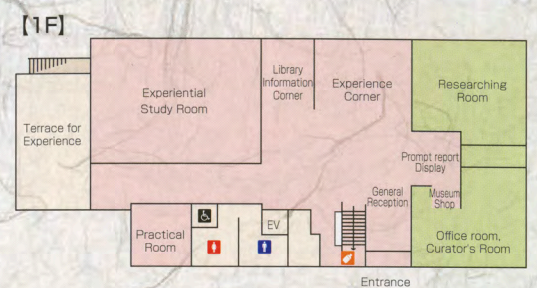 【1F】
Experiential
Study Room
Library
Information
Corner
Experience
Corner
Researching
Room
Terrace for
Experience
Prompt report
Display
General
Reception
Museum
Shop
Practical
Room
EV
Office room,
Curator's Room
Entrance